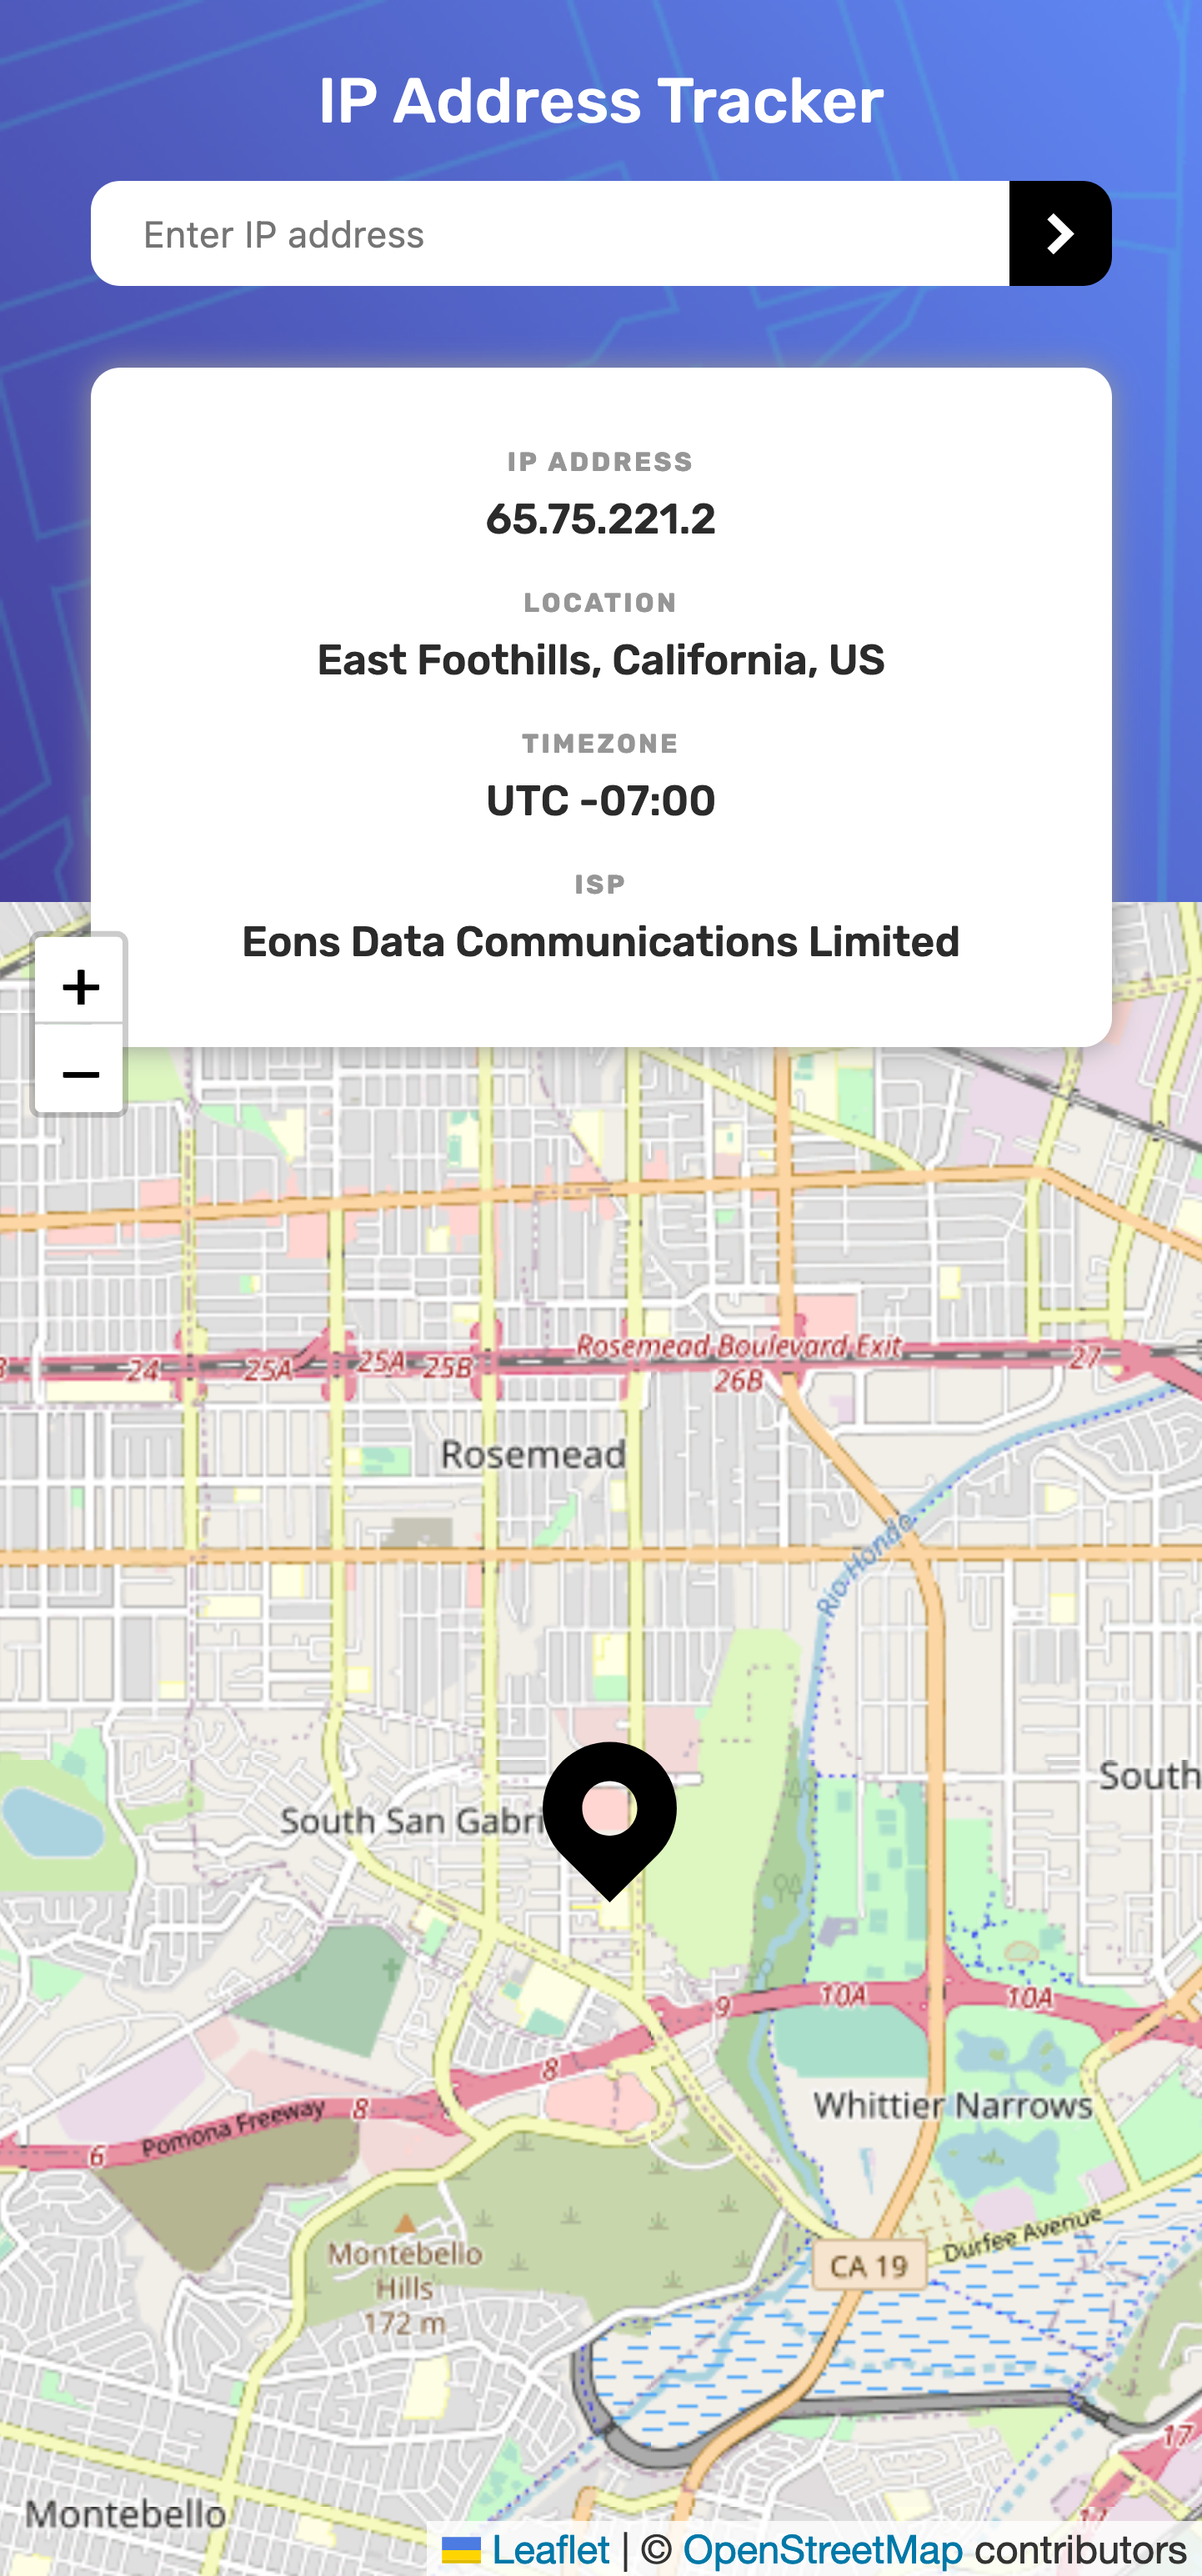 IP Address Tracker
Enter IP address
IP ADDRESS
65.75.221.2
LOCATION
East Foothills, California, US
TIMEZONE
UTC -07:00
ISP
Eons Data Communications Limited
+
−
Rosemead Boulevard Exit
24
25A
25A
25B
26B
27
Rosemead
Rio Hondo
South
South San Gabri
9
10A
10A
8
8
6
Pomona Freeway
Whittier Narrows
Durfee Avenue
CA 19
Montebello
Hills
172 m
17
Montebello
Leaflet | © OpenStreetMap contributors